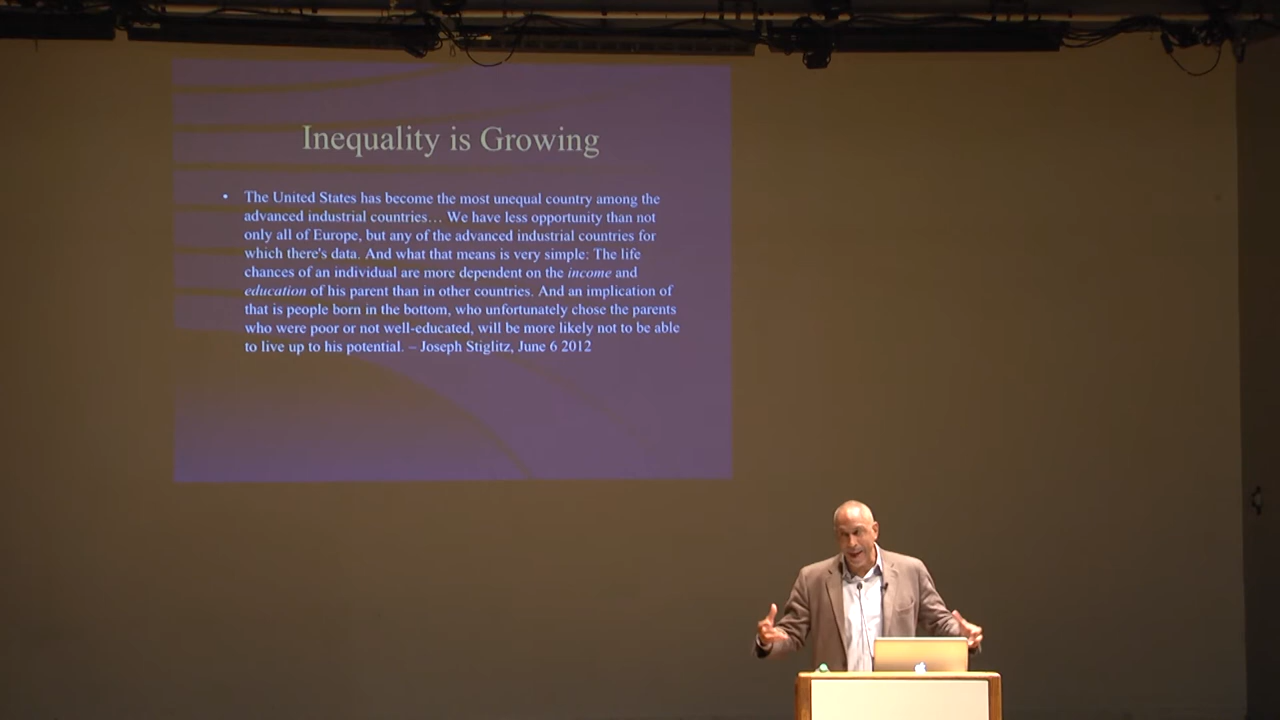 Inequality is Growing
• The United States has become the most unequal country among the
advanced industrial countries… We have less opportunity than not
only all of Europe, but any of the advanced industrial countries for
which there's data. And what that means is very simple: The life
chances of an individual are more dependent on the income and
education of his parent than in other countries. And an implication of
that is people born in the bottom, who unfortunately chose the parents
who were poor or not well-educated, will be more likely not to be able
to live up to his potential. – Joseph Stiglitz, June 6 2012